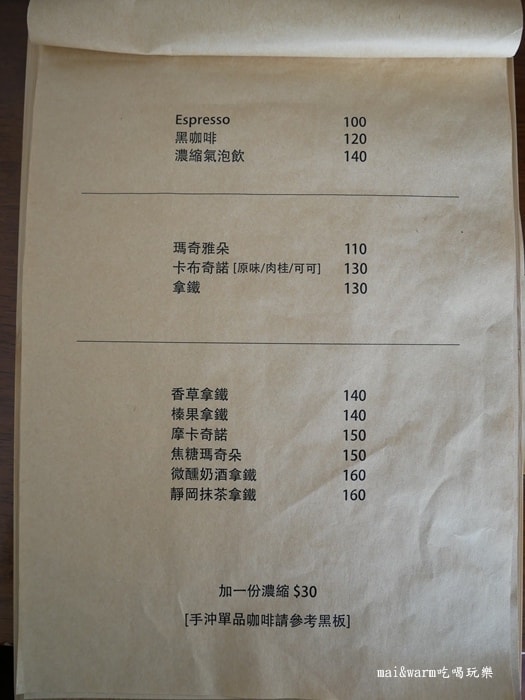 Espresso 100
黑咖啡 120
濃縮氣泡飲 140
瑪奇雅朵 110
卡布奇諾 [原味/肉桂/可可] 130
拿鐵 130
香草拿鐵 140
榛果拿鐵 140
摩卡奇諾 150
焦糖瑪奇朵 150
微醺奶酒拿鐵 160
靜岡抹茶拿鐵 160
加一份濃縮 $30
[手沖單品咖啡請參考黑板]
mai&warm吃喝玩樂